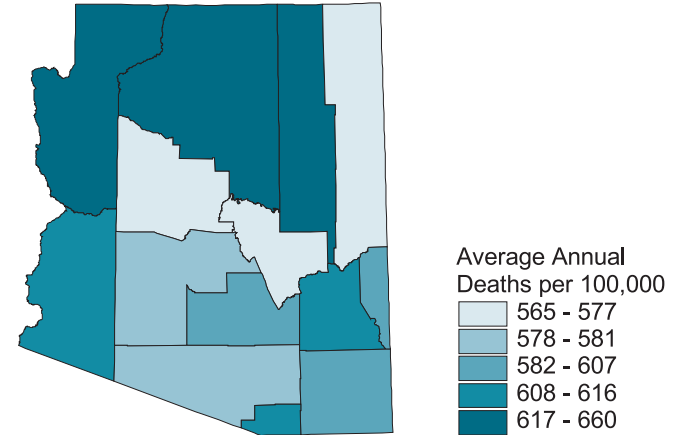 Average Annual
Deaths per 100,000
565 - 577
578 - 581
582 - 607
608 - 616
617 - 660